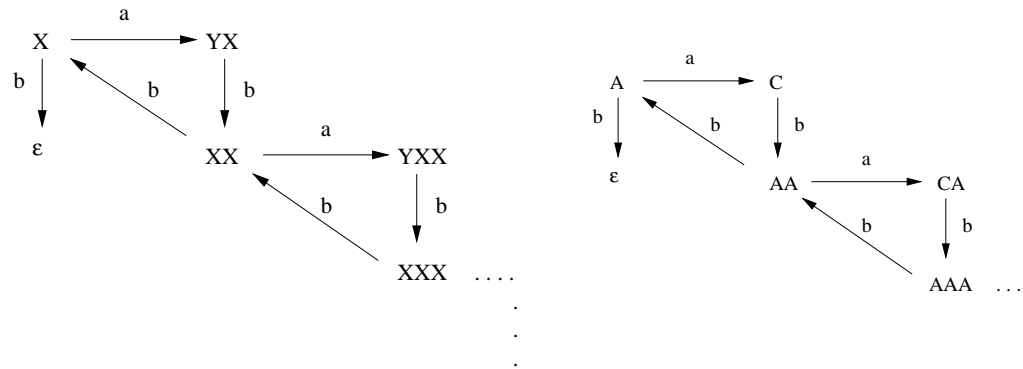 a
X YX
b b b
ε
a
XX YXX
b b
XXX . . . .
.
.
.
a
A C
b b b
ε
a
AA CA
b b
AAA . . .